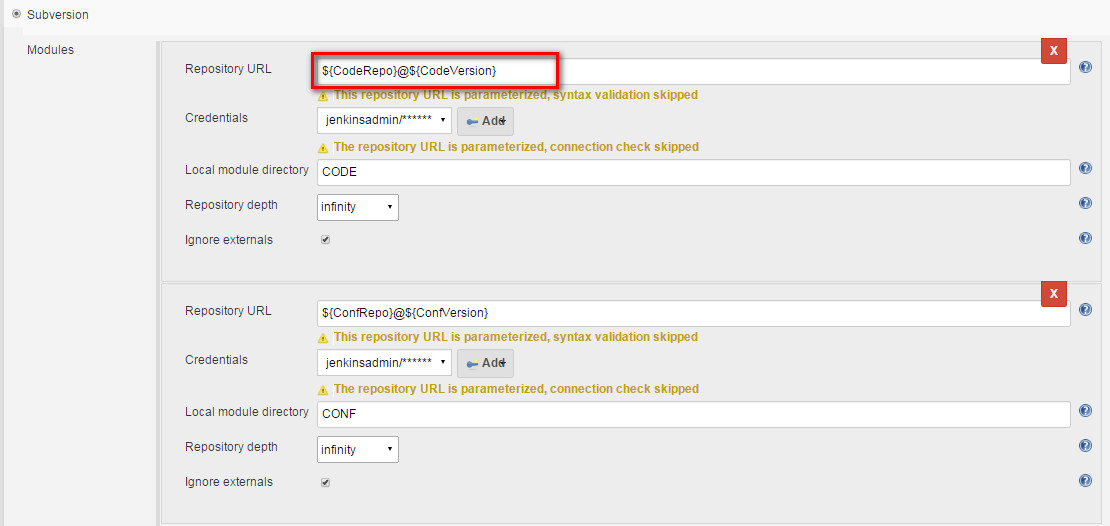 Subversion
Modules
X
Repository URL
${CodeRepo}@${CodeVersion}
This repository URL is parameterized, syntax validation skipped
Credentials
jenkinsadmin/******
Add
The repository URL is parameterized, connection check skipped
Local module directory
CODE
Repository depth
infinity
Ignore externals
X
Repository URL
${ConfRepo}@${ConfVersion}
This repository URL is parameterized, syntax validation skipped
Credentials
jenkinsadmin/******
Add
The repository URL is parameterized, connection check skipped
Local module directory
CONF
Repository depth
infinity
Ignore externals